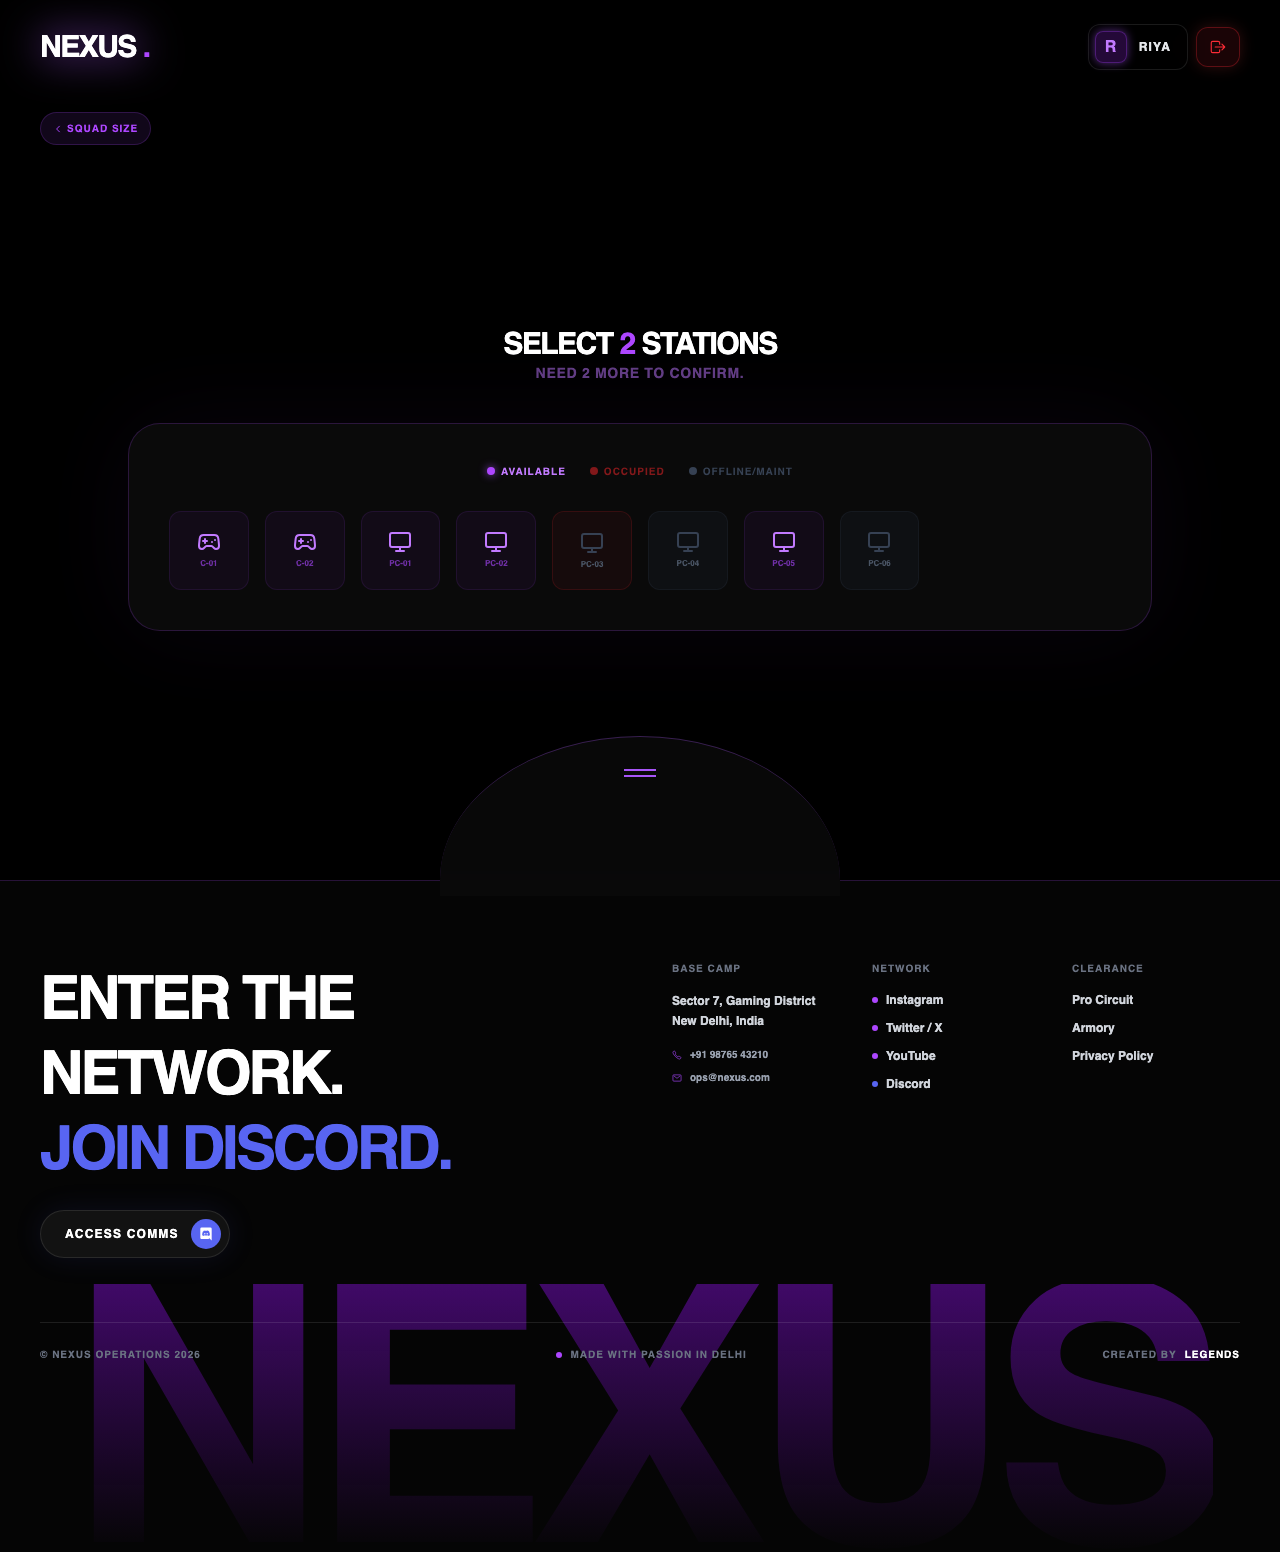 NEXUS .
R RIYA
SQUAD SIZE
SELECT 2 STATIONS
NEED 2 MORE TO CONFIRM.
AVAILABLE OCCUPIED OFFLINE/MAINT
C-01 C-02 PC-01 PC-02 PC-03 PC-04 PC-05 PC-06
ENTER THE
NETWORK.
JOIN DISCORD.
ACCESS COMMS
BASE CAMP
Sector 7, Gaming District
New Delhi, India
+91 98765 43210
ops@nexus.com
NETWORK
Instagram
Twitter / X
YouTube
Discord
CLEARANCE
Pro Circuit
Armory
Privacy Policy
NEXUS
© NEXUS OPERATIONS 2026
MADE WITH PASSION IN DELHI
CREATED BY LEGENDS